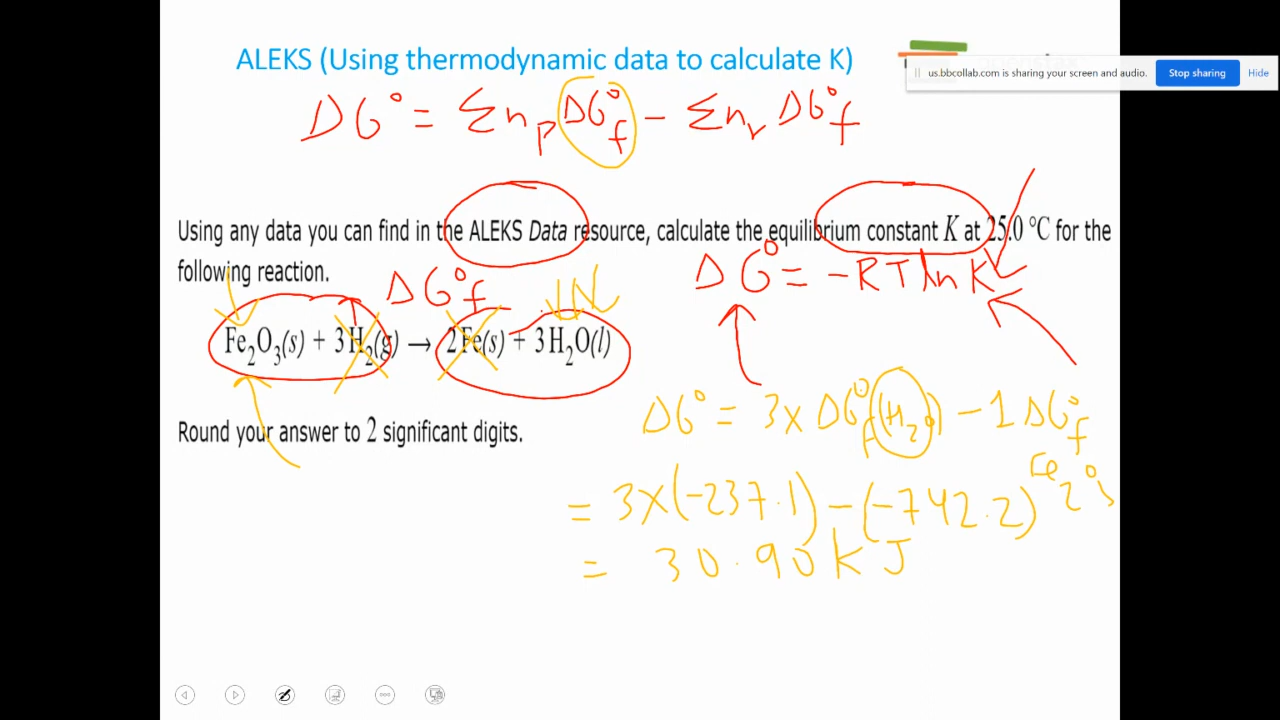 ALEKS (Using thermodynamic data to calculate K)
us.bbcollab.com is sharing your screen and audio. Stop sharing Hide
ΔG° = Σn_p ΔG°_f − Σn_r ΔG°_f
Using any data you can find in the ALEKS Data resource, calculate the equilibrium constant K at 25.0 °C for the
following reaction.
ΔG°_f
ΔG° = −RT ln K
Fe₂O₃(s) + 3H₂(g) → 2Fe(s) + 3H₂O(l)
ΔG° = 3 × ΔG°_f (H₂O) − 1 ΔG°_f Fe₂O₃
Round your answer to 2 significant digits.
= 3×(−237.1) − (−742.2)
= 30.90 kJ